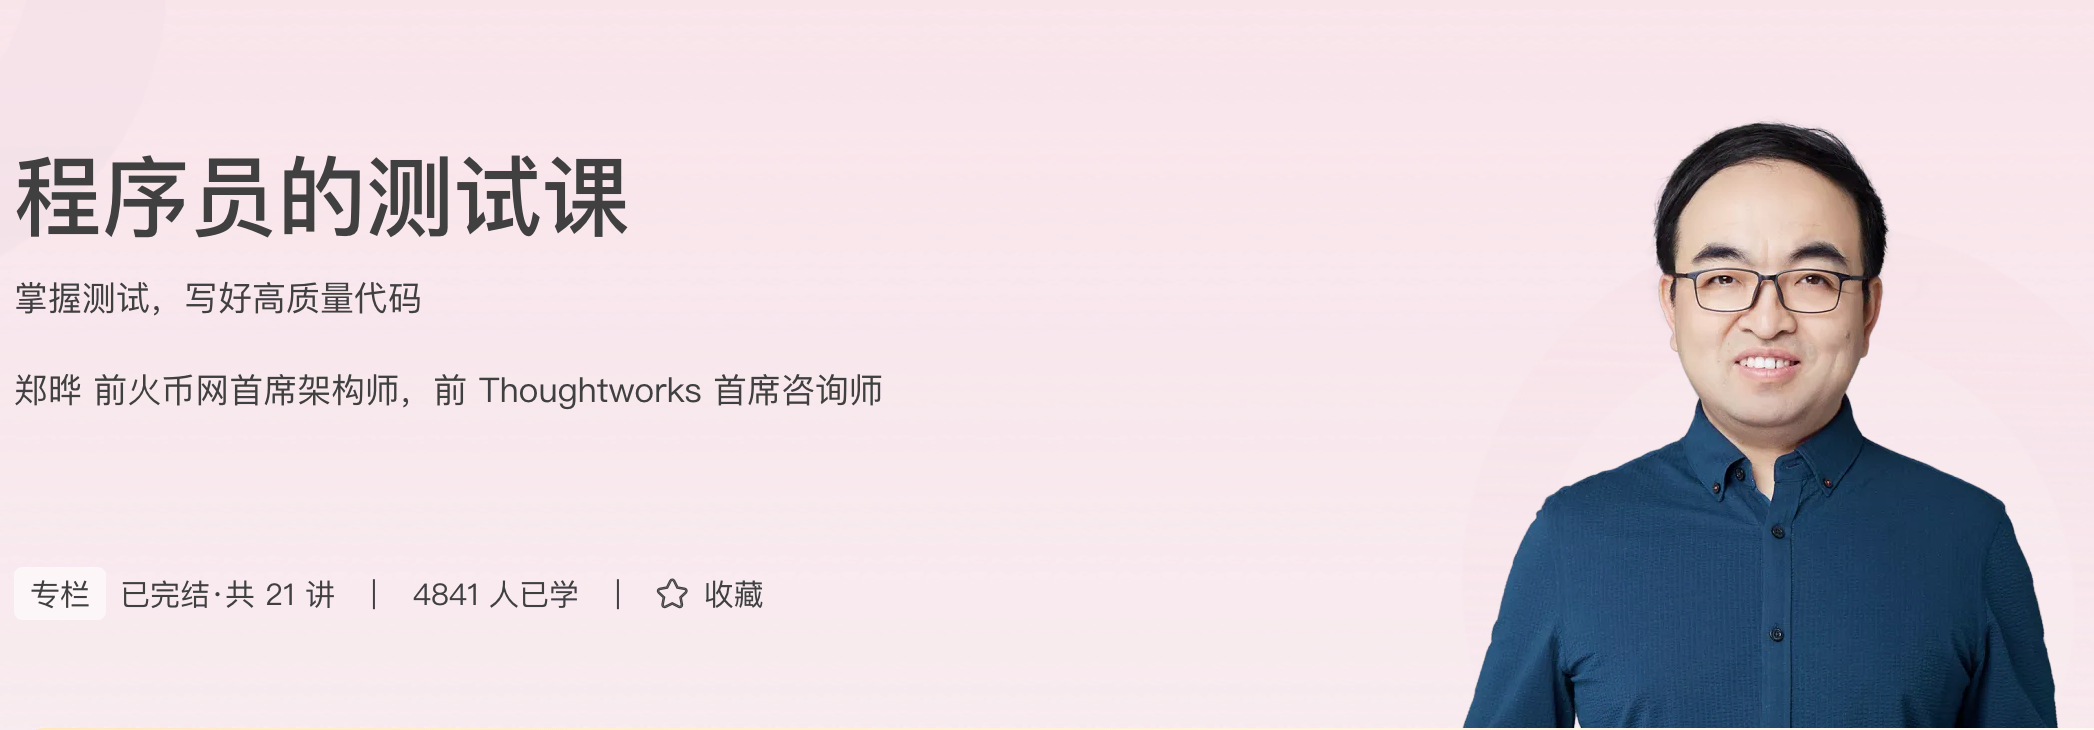 程序员的测试课
掌握测试，写好高质量代码
郑晔 前火币网首席架构师，前 Thoughtworks 首席咨询师
专栏 已完结·共 21 讲 | 4841 人已学 | 收藏